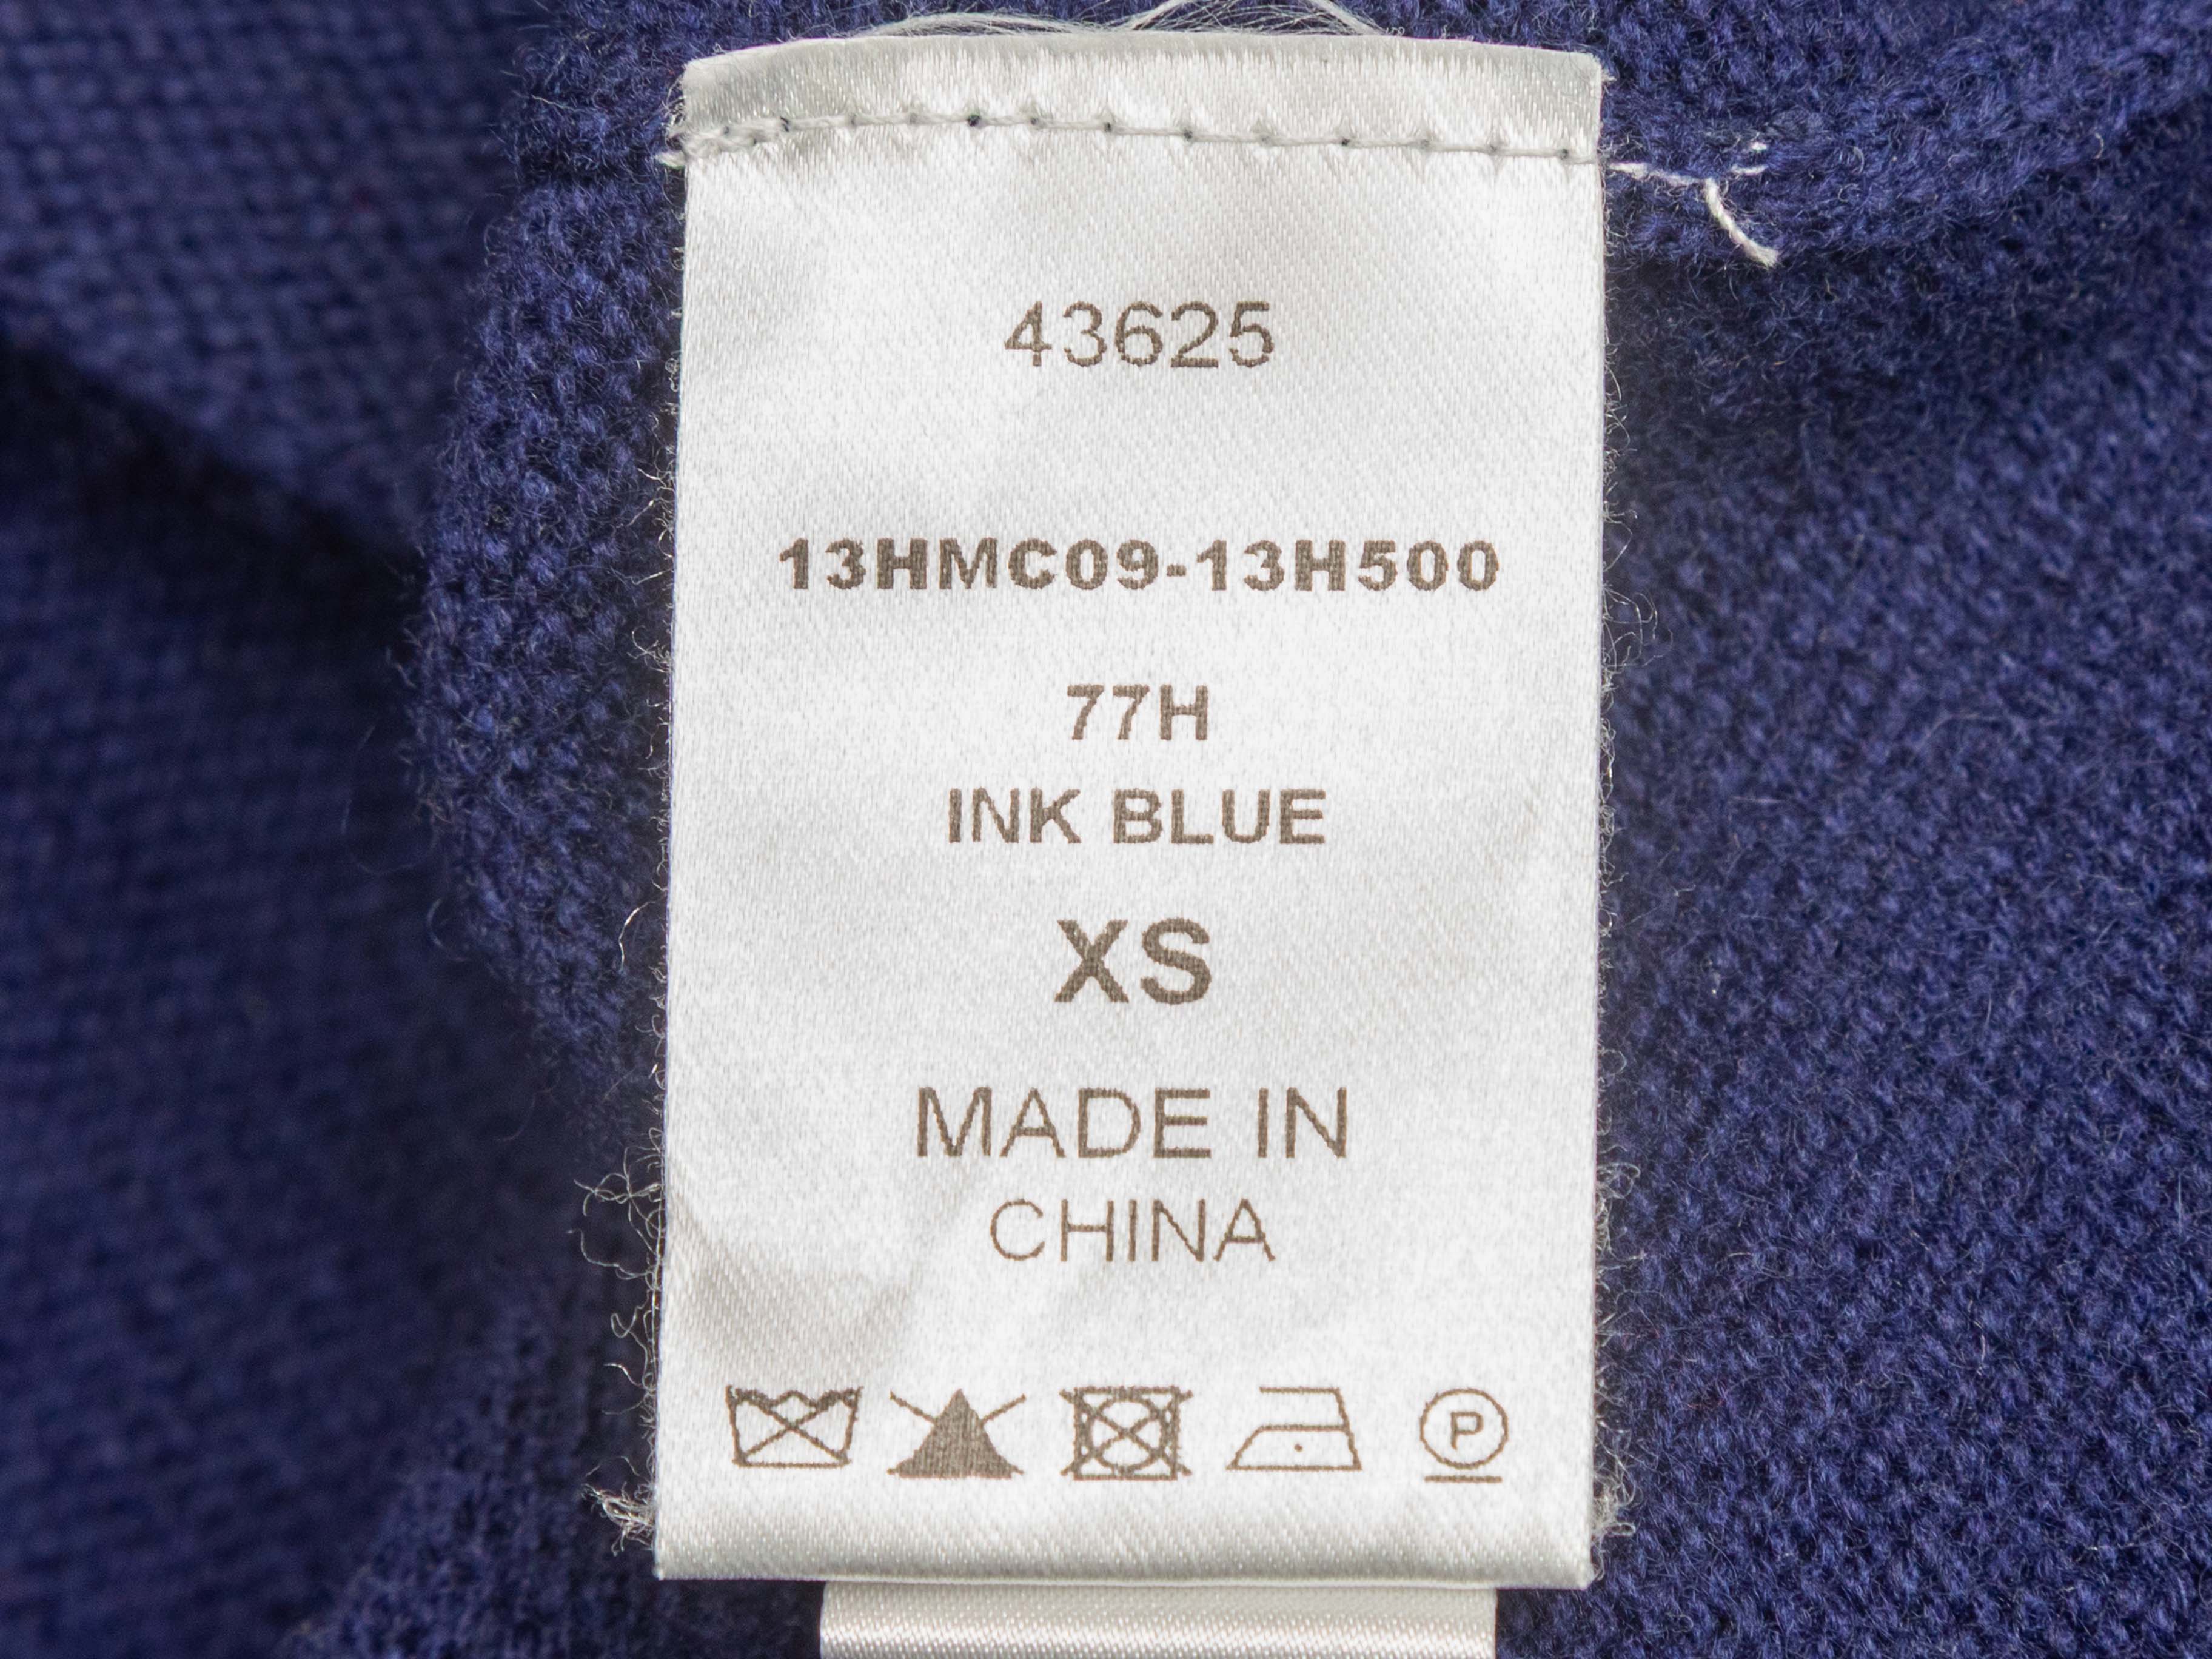 43625
13HMC09-13H500
77H
INK BLUE
XS
MADE IN
CHINA
P